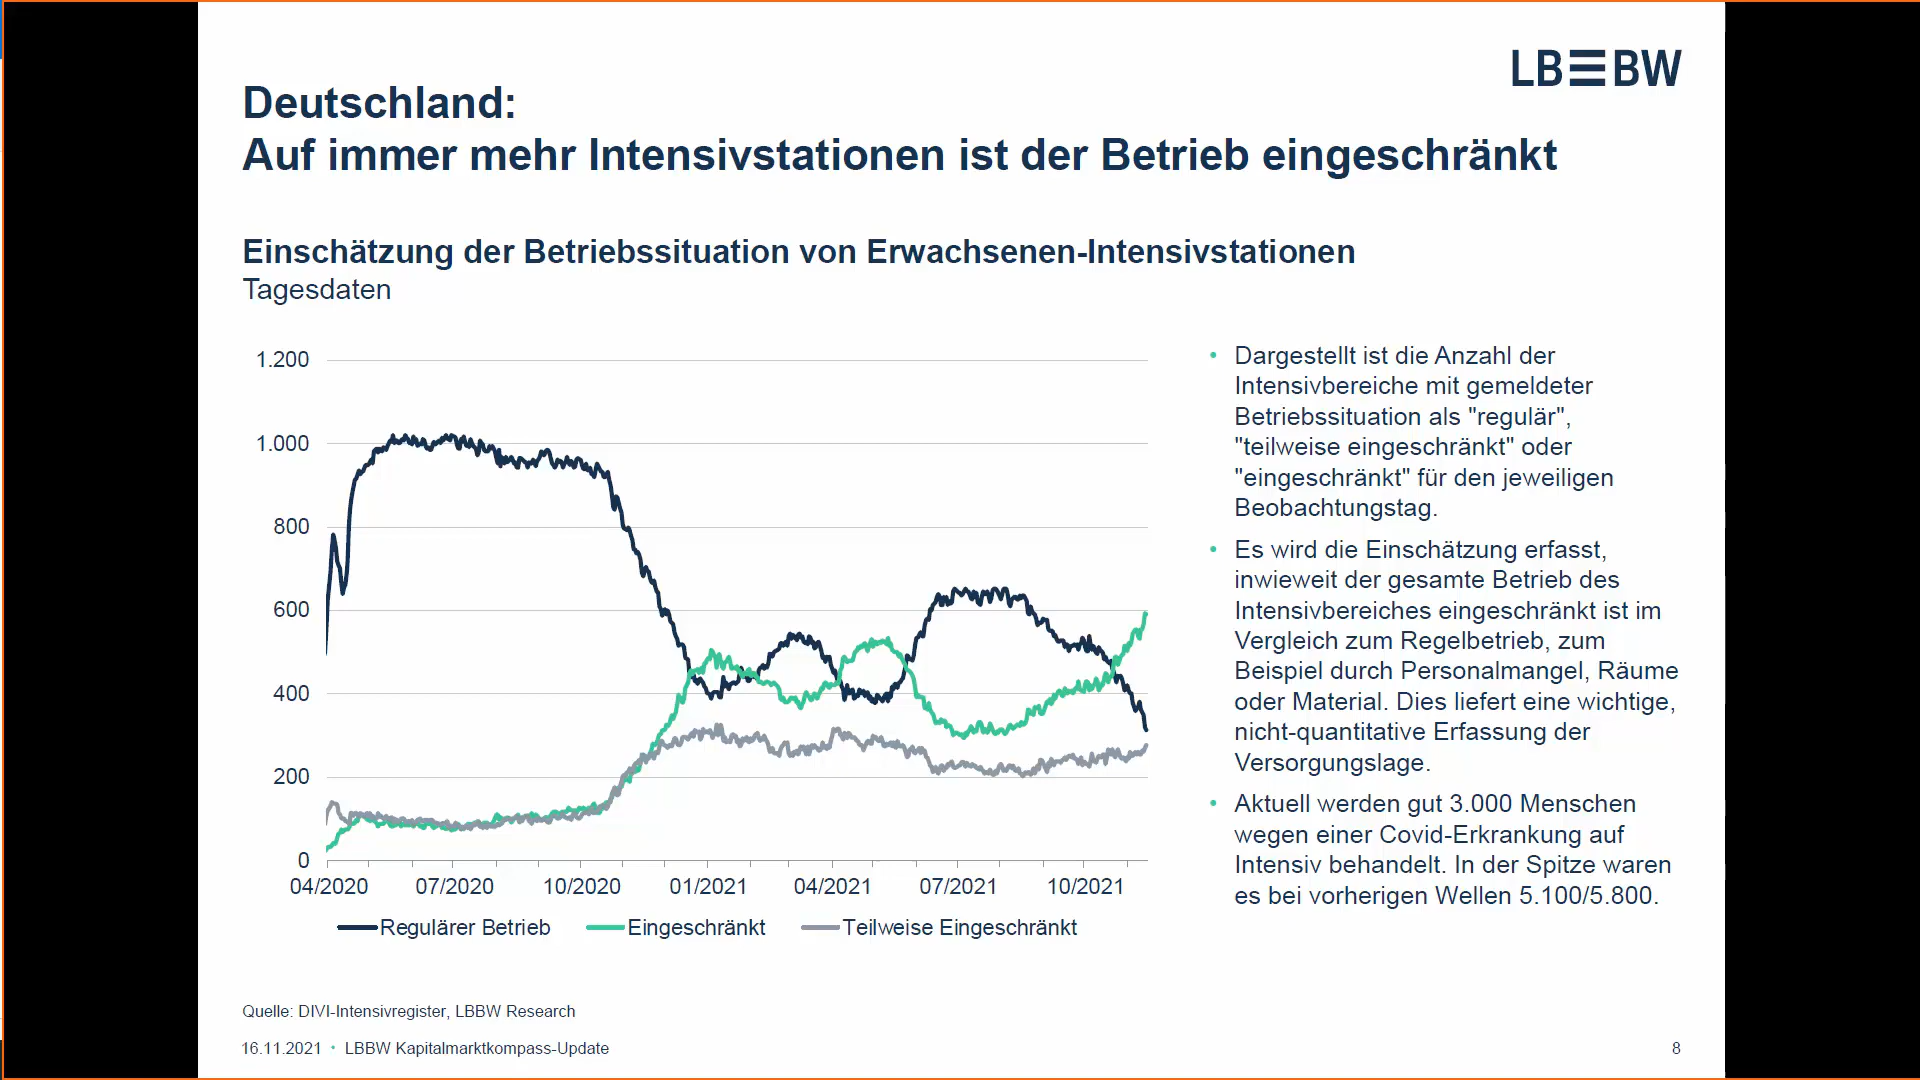 LBBW
Deutschland:
Auf immer mehr Intensivstationen ist der Betrieb eingeschränkt
Einschätzung der Betriebssituation von Erwachsenen-Intensivstationen
Tagesdaten
1.200
1.000
800
600
400
200
0
04/2020 07/2020 10/2020 01/2021 04/2021 07/2021 10/2021
Regulärer Betrieb Eingeschränkt Teilweise Eingeschränkt
• Dargestellt ist die Anzahl der
Intensivbereiche mit gemeldeter
Betriebssituation als "regulär",
"teilweise eingeschränkt" oder
"eingeschränkt" für den jeweiligen
Beobachtungstag.
• Es wird die Einschätzung erfasst,
inwieweit der gesamte Betrieb des
Intensivbereiches eingeschränkt ist im
Vergleich zum Regelbetrieb, zum
Beispiel durch Personalmangel, Räume
oder Material. Dies liefert eine wichtige,
nicht-quantitative Erfassung der
Versorgungslage.
• Aktuell werden gut 3.000 Menschen
wegen einer Covid-Erkrankung auf
Intensiv behandelt. In der Spitze waren
es bei vorherigen Wellen 5.100/5.800.
Quelle: DIVI-Intensivregister, LBBW Research
16.11.2021 • LBBW Kapitalmarktkompass-Update
8